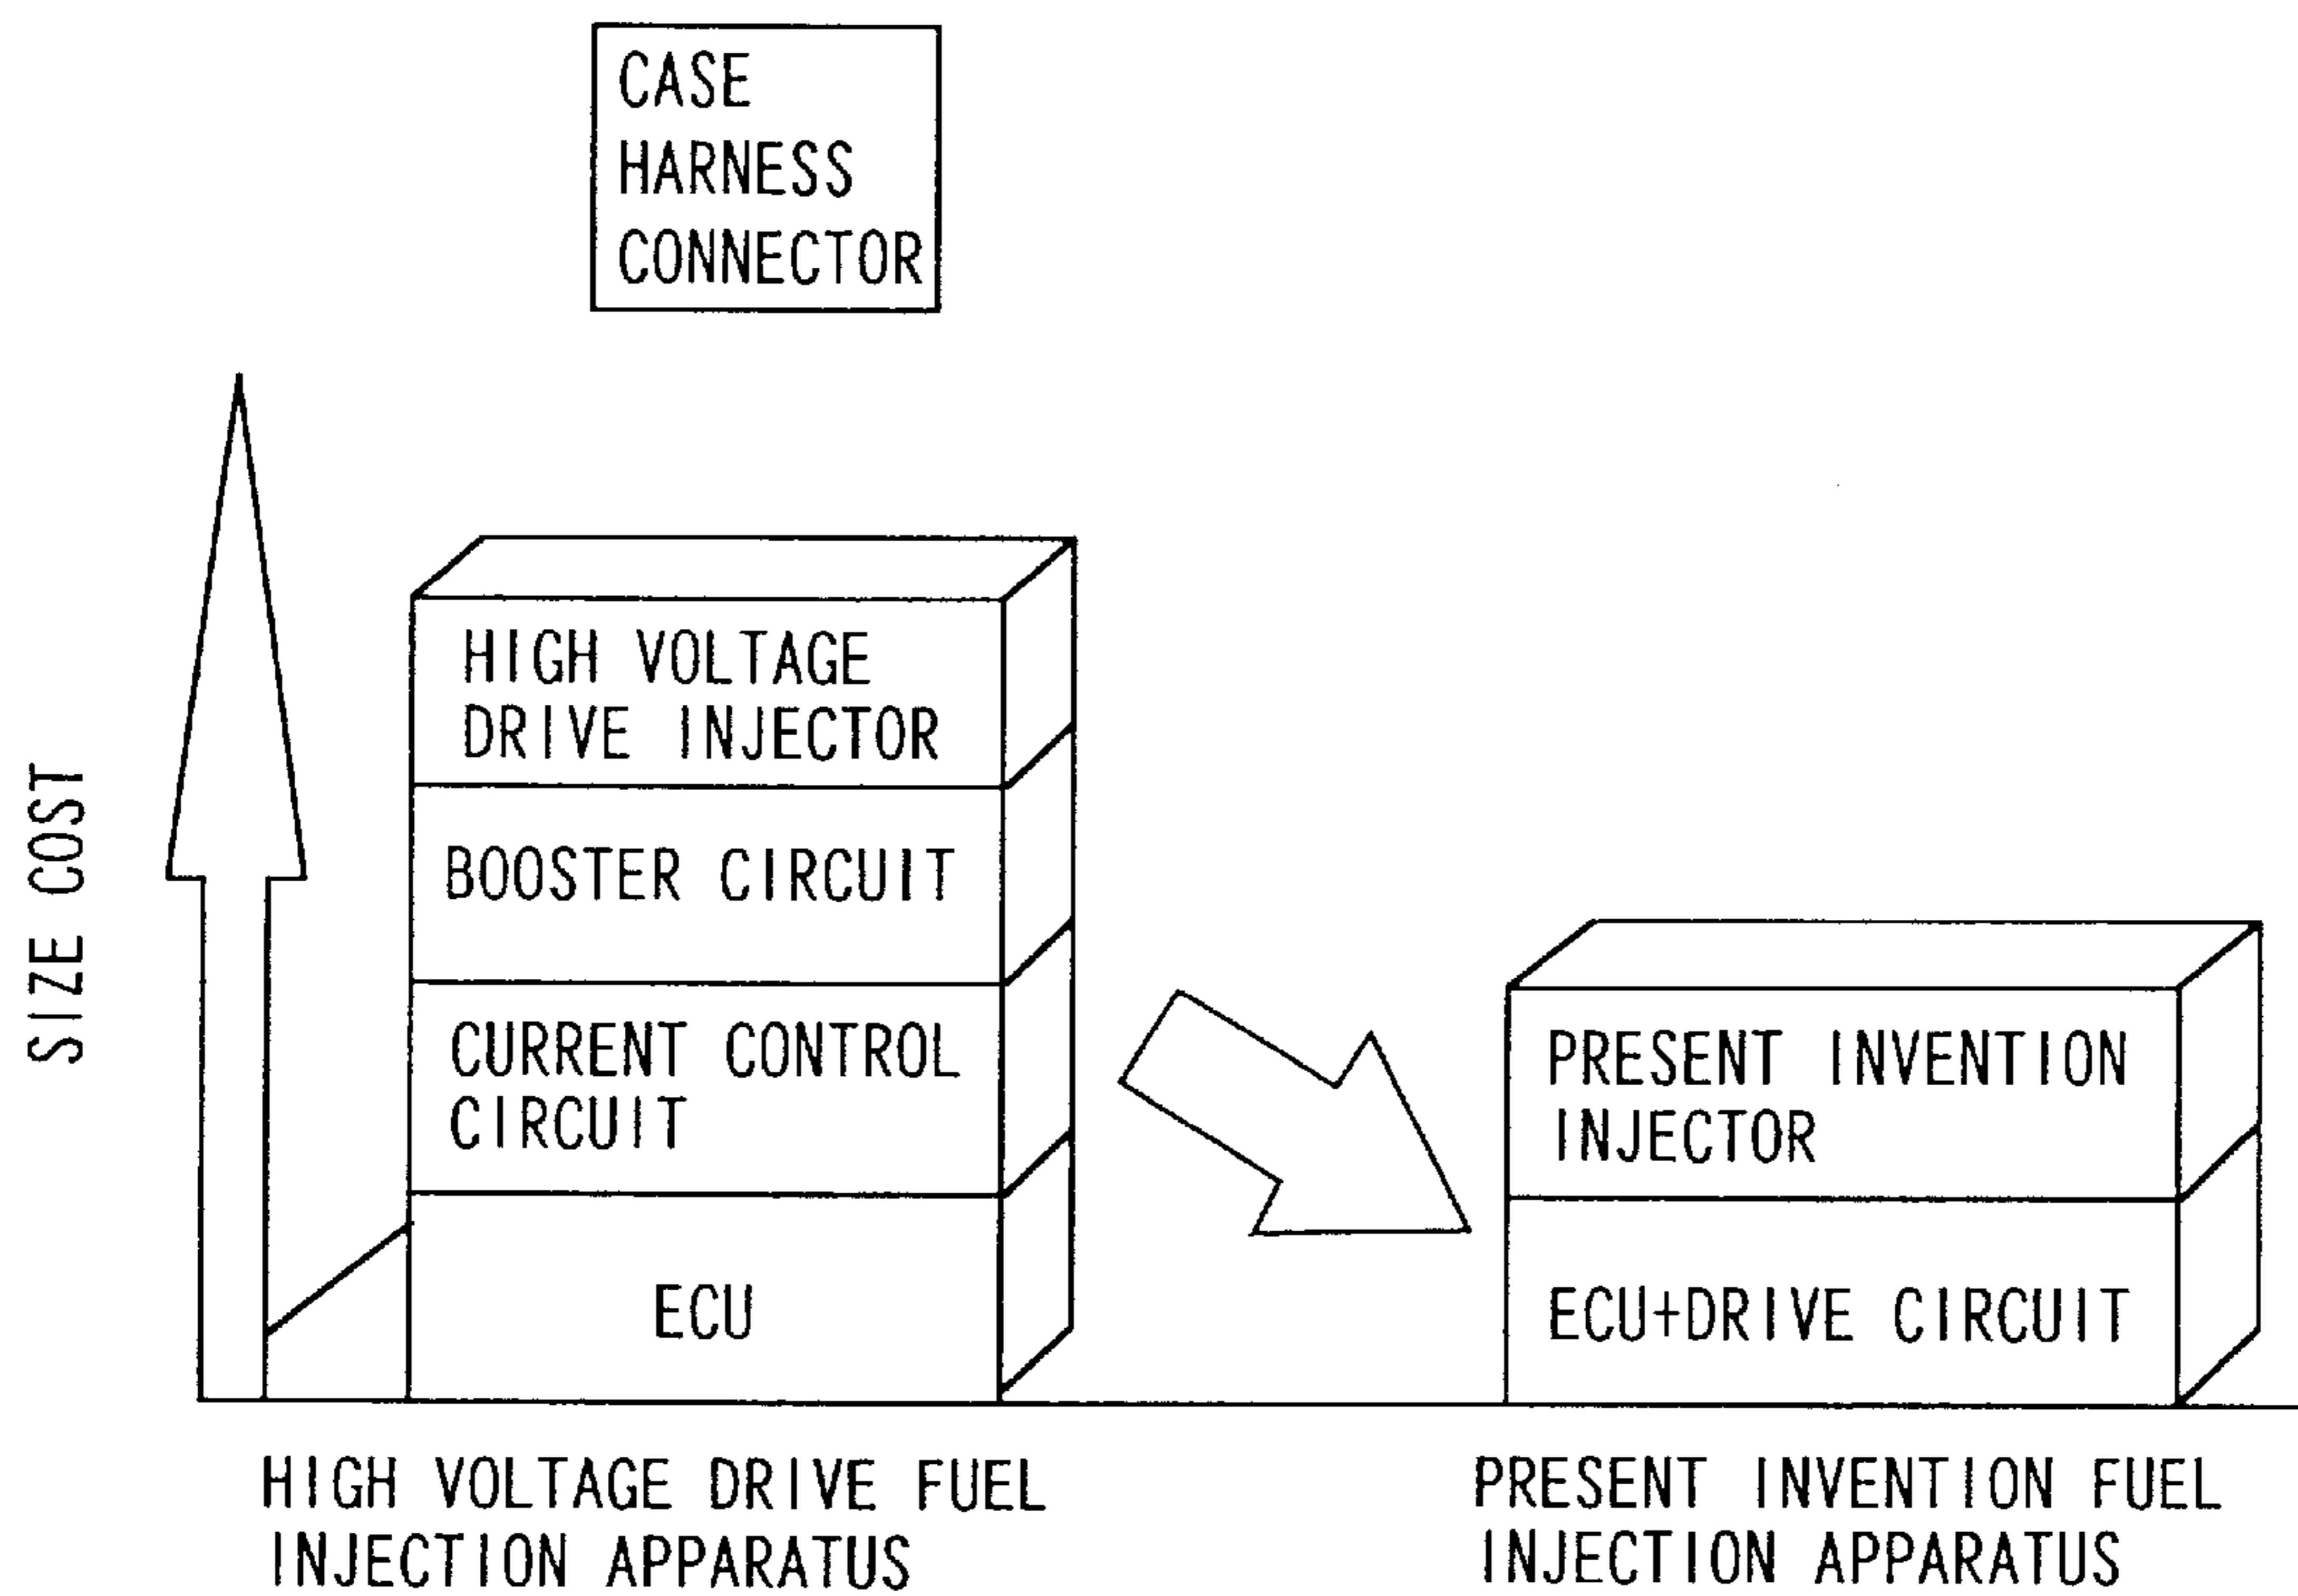 CASE
HARNESS
CONNECTOR
SIZE COST
HIGH VOLTAGE
DRIVE INJECTOR
BOOSTER CIRCUIT
CURRENT CONTROL
CIRCUIT
ECU
PRESENT INVENTION
INJECTOR
ECU+DRIVE CIRCUIT
HIGH VOLTAGE DRIVE FUEL
INJECTION APPARATUS
PRESENT INVENTION FUEL
INJECTION APPARATUS